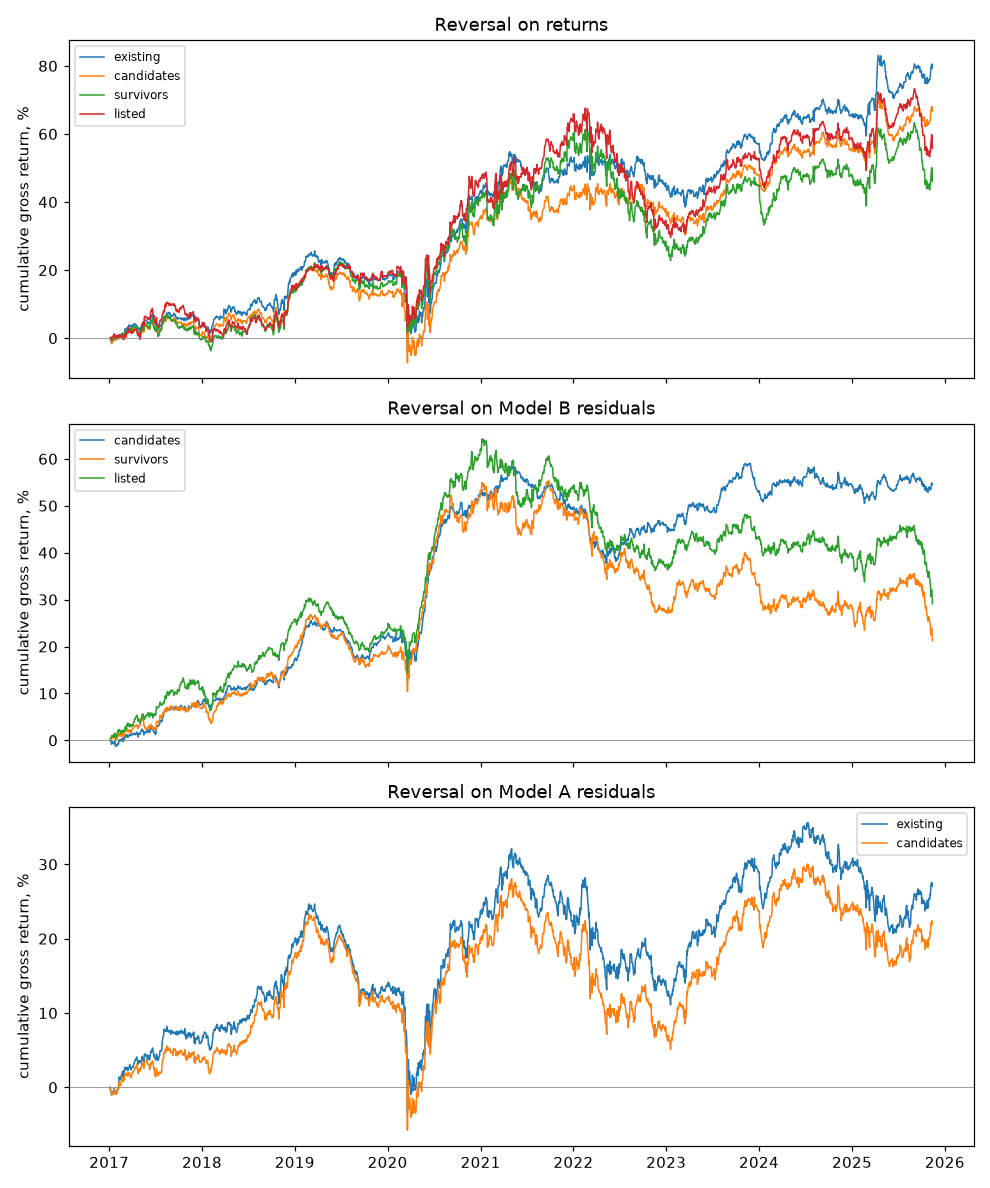 Reversal on returns
cumulative gross return, %
80
60
40
20
0
existing
candidates
survivors
listed
Reversal on Model B residuals
cumulative gross return, %
60
50
40
30
20
10
0
candidates
survivors
listed
Reversal on Model A residuals
cumulative gross return, %
30
20
10
0
existing
candidates
2017 2018 2019 2020 2021 2022 2023 2024 2025 2026